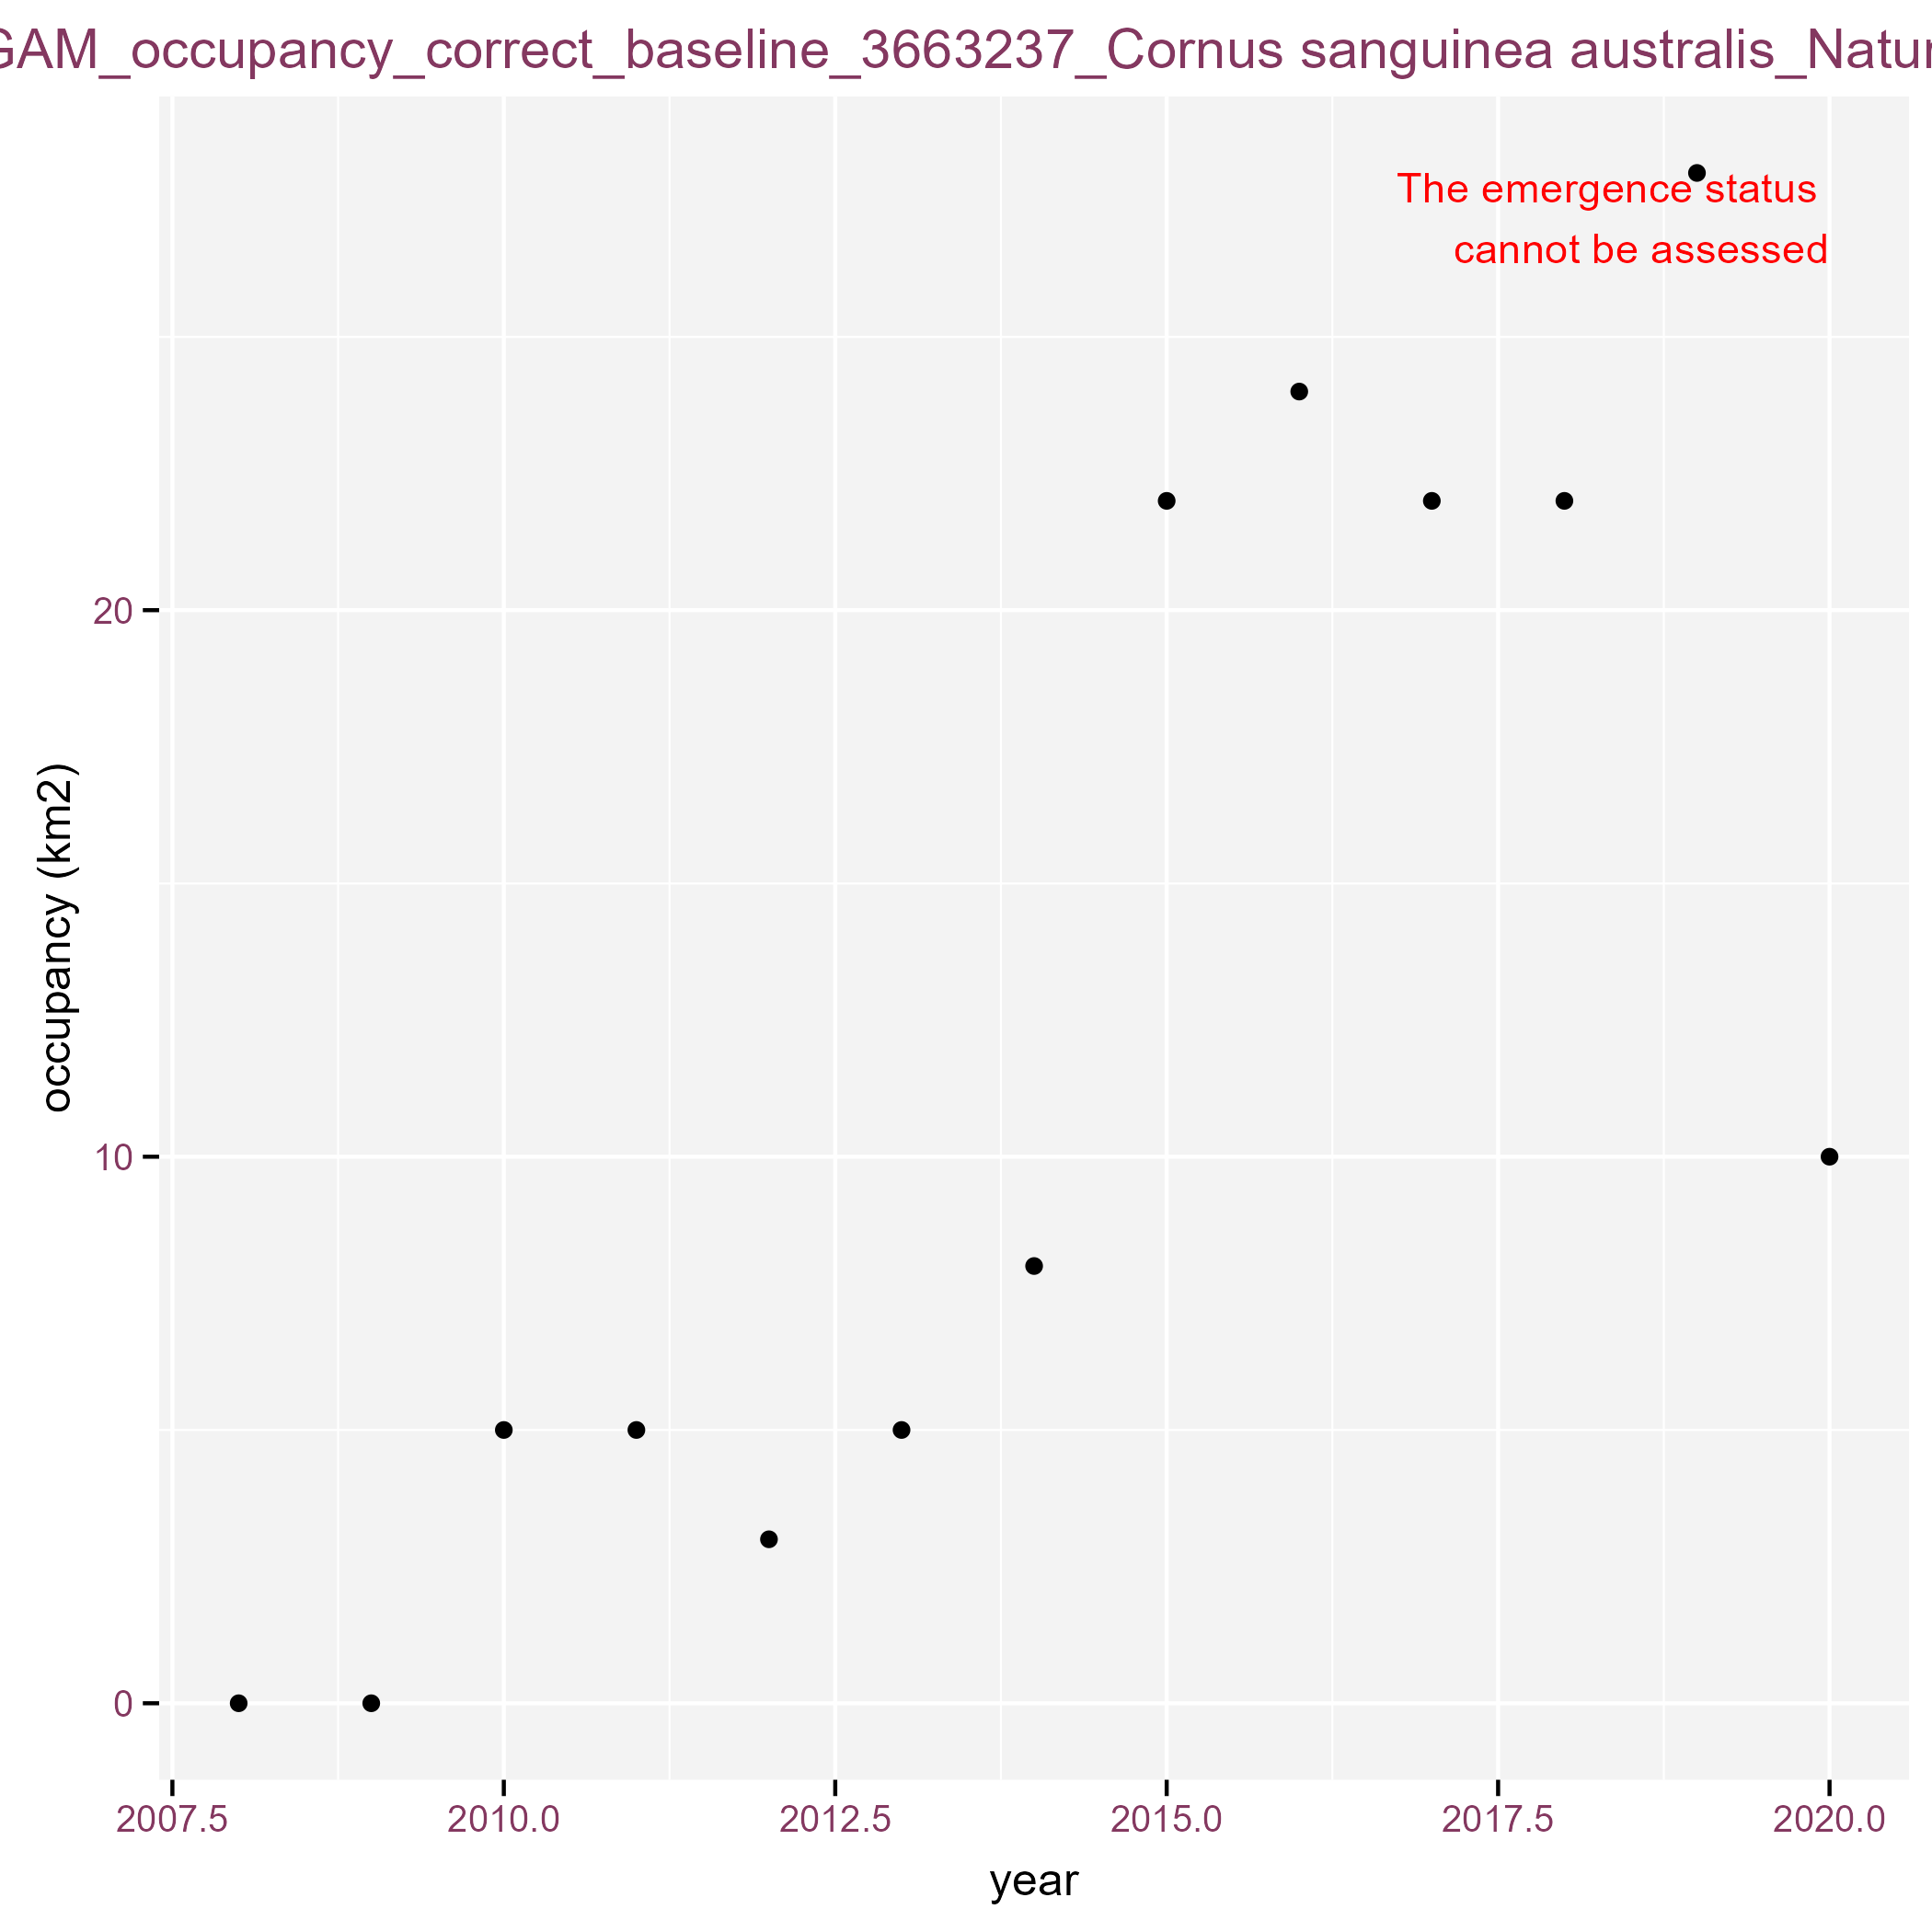 GAM_occupancy_correct_baseline_3663237_Cornus sanguinea australis_Natur
The emergence status
cannot be assessed
occupancy (km2)
20
10
0
2007.5 2010.0 2012.5 2015.0 2017.5 2020.0
year